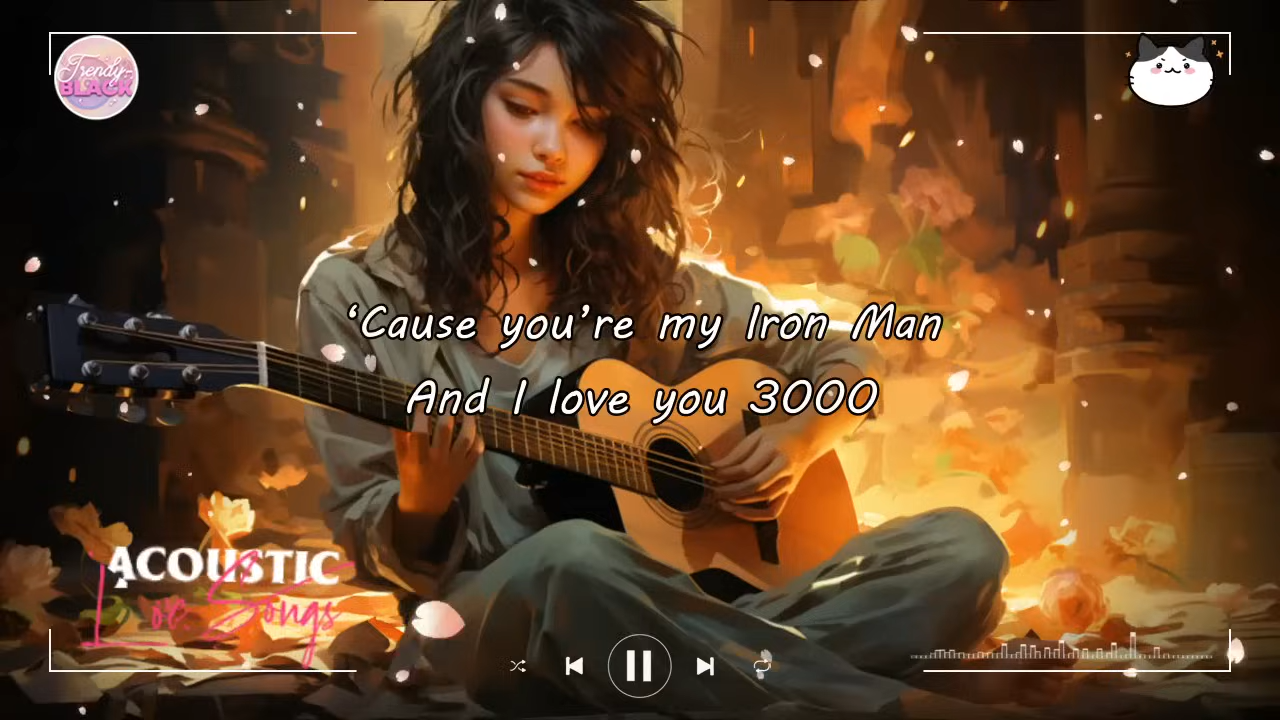 Trendy
BLACK
‘Cause you’re my Iron Man
And I love you 3000
ACOUSTIC
Love Songs